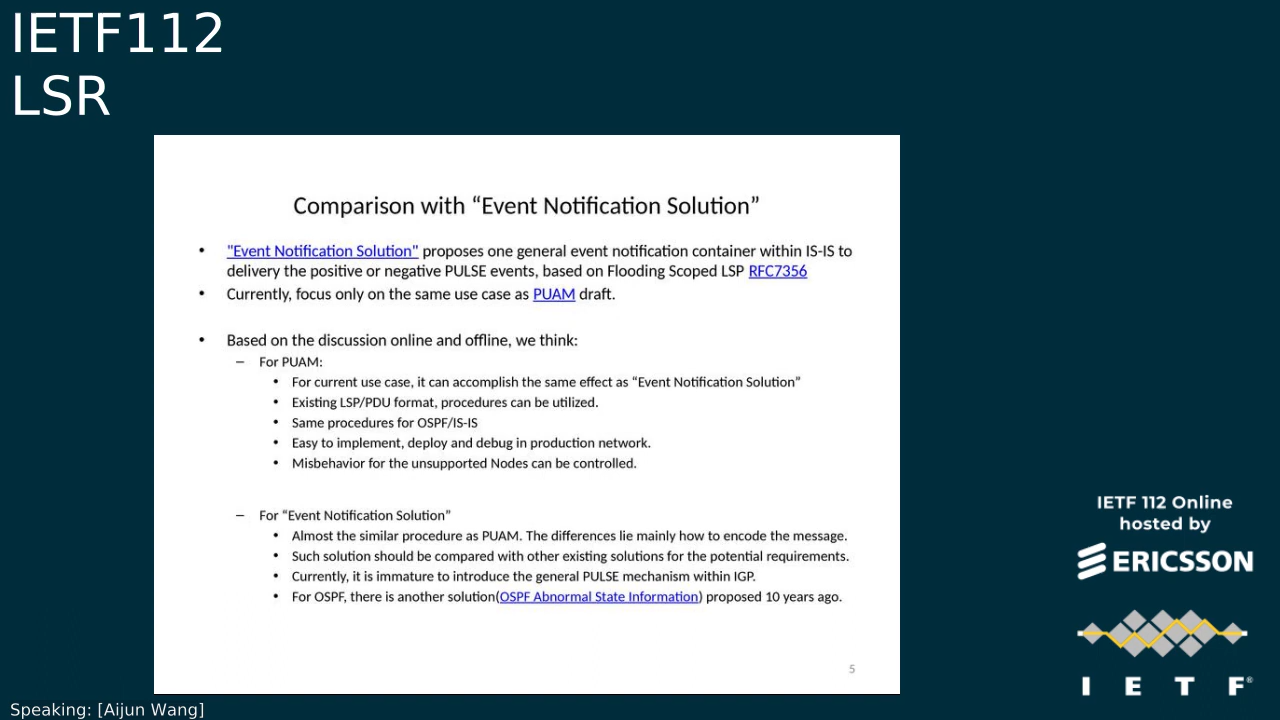 IETF112
LSR
Comparison with “Event Notification Solution”
• "Event Notification Solution" proposes one general event notification container within IS-IS to
delivery the positive or negative PULSE events, based on Flooding Scoped LSP RFC7356
• Currently, focus only on the same use case as PUAM draft.
• Based on the discussion online and offline, we think:
– For PUAM:
• For current use case, it can accomplish the same effect as “Event Notification Solution”
• Existing LSP/PDU format, procedures can be utilized.
• Same procedures for OSPF/IS-IS
• Easy to implement, deploy and debug in production network.
• Misbehavior for the unsupported Nodes can be controlled.
– For “Event Notification Solution”
• Almost the similar procedure as PUAM. The differences lie mainly how to encode the message.
• Such solution should be compared with other existing solutions for the potential requirements.
• Currently, it is immature to introduce the general PULSE mechanism within IGP.
• For OSPF, there is another solution(OSPF Abnormal State Information) proposed 10 years ago.
5
IETF 112 Online
hosted by
ERICSSON
I E T F®
Speaking: [Aijun Wang]